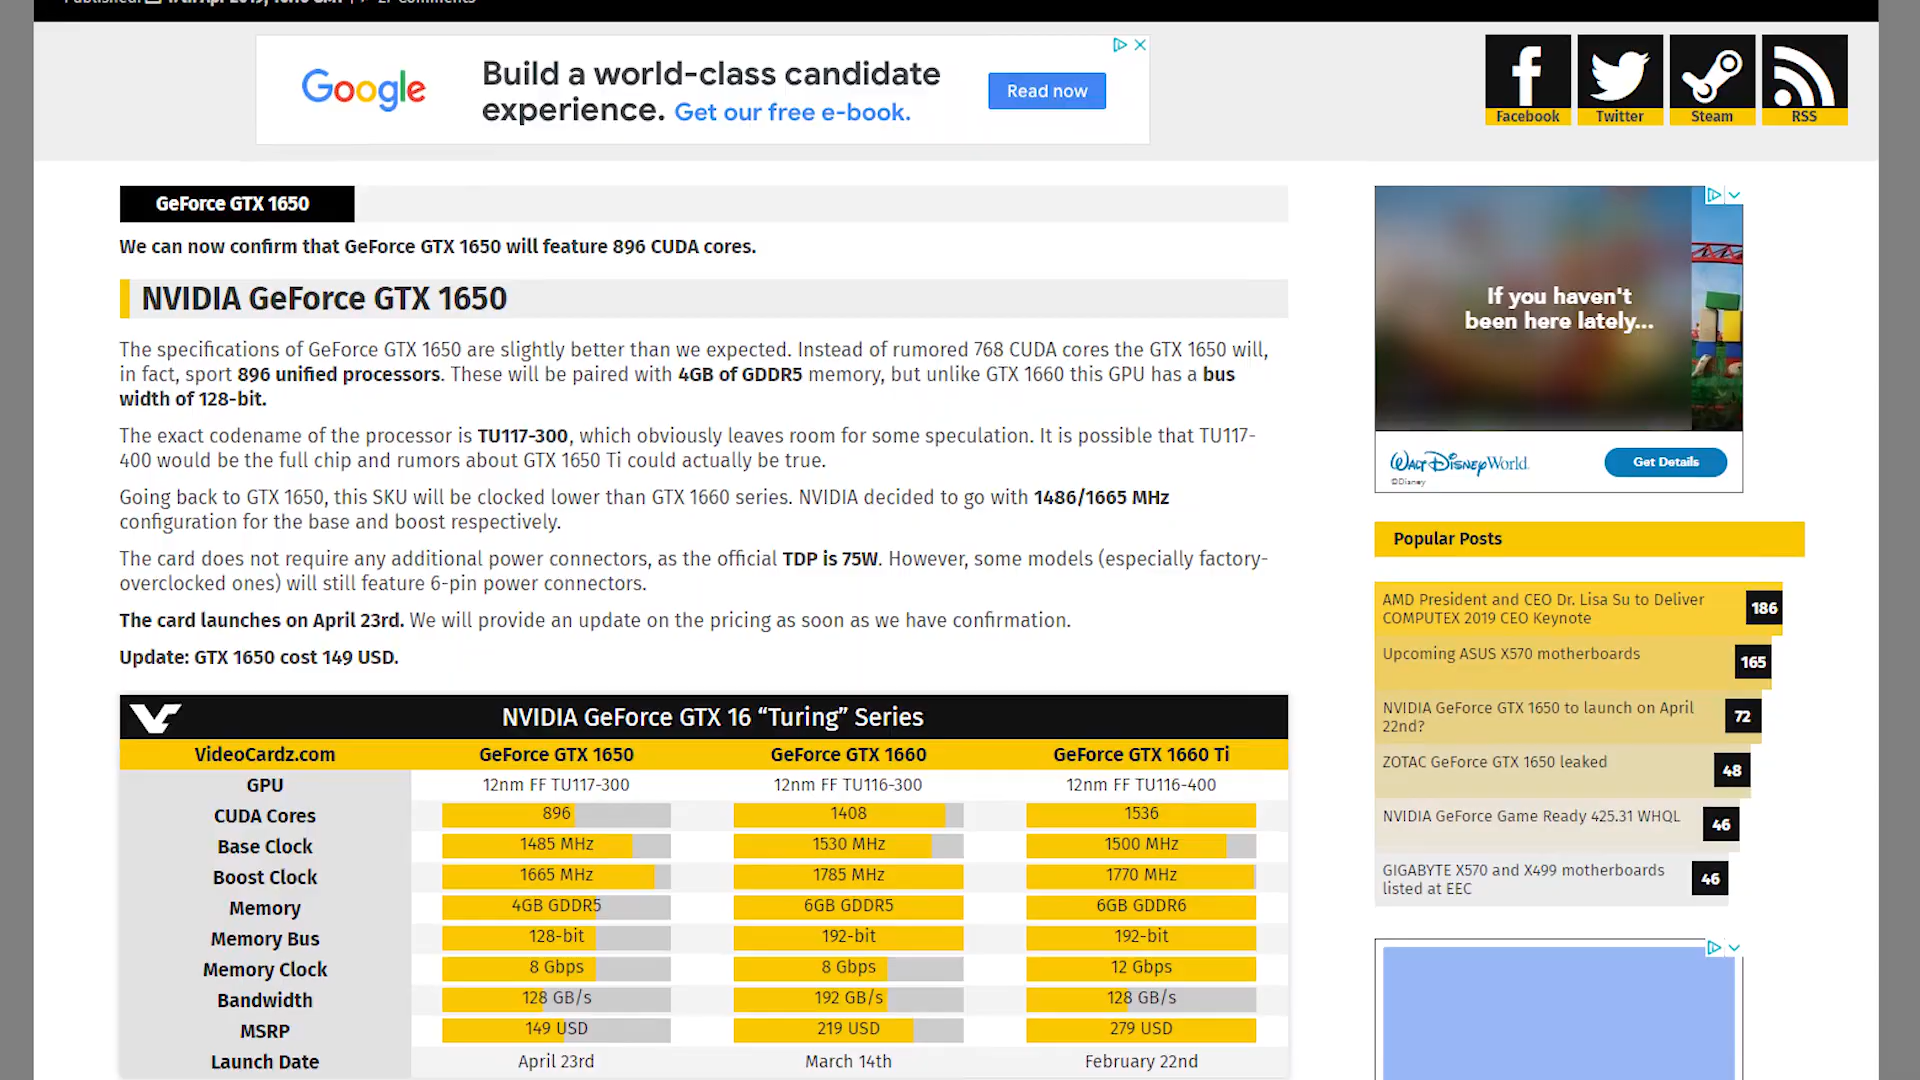 Published: 17th Apr 2019, 16:10 GMT
Google
Build a world-class candidate
experience. Get our free e-book.
Read now
Facebook
Twitter
Steam
RSS
GeForce GTX 1650
We can now confirm that GeForce GTX 1650 will feature 896 CUDA cores.
NVIDIA GeForce GTX 1650
The specifications of GeForce GTX 1650 are slightly better than we expected. Instead of rumored 768 CUDA cores the GTX 1650 will,
in fact, sport 896 unified processors. These will be paired with 4GB of GDDR5 memory, but unlike GTX 1660 this GPU has a bus
width of 128-bit.
The exact codename of the processor is TU117-300, which obviously leaves room for some speculation. It is possible that TU117-
400 would be the full chip and rumors about GTX 1650 Ti could actually be true.
Going back to GTX 1650, this SKU will be clocked lower than GTX 1660 series. NVIDIA decided to go with 1486/1665 MHz
configuration for the base and boost respectively.
The card does not require any additional power connectors, as the official TDP is 75W. However, some models (especially factory-
overclocked ones) will still feature 6-pin power connectors.
The card launches on April 23rd. We will provide an update on the pricing as soon as we have confirmation.
Update: GTX 1650 cost 149 USD.
NVIDIA GeForce GTX 16 “Turing” Series
VideoCardz.com GeForce GTX 1650 GeForce GTX 1660 GeForce GTX 1660 Ti
GPU 12nm FF TU117-300 12nm FF TU116-300 12nm FF TU116-400
CUDA Cores 896 1408 1536
Base Clock 1485 MHz 1530 MHz 1500 MHz
Boost Clock 1665 MHz 1785 MHz 1770 MHz
Memory 4GB GDDR5 6GB GDDR5 6GB GDDR6
Memory Bus 128-bit 192-bit 192-bit
Memory Clock 8 Gbps 8 Gbps 12 Gbps
Bandwidth 128 GB/s 192 GB/s 128 GB/s
MSRP 149 USD 219 USD 279 USD
Launch Date April 23rd March 14th February 22nd
If you haven't
been here lately...
Walt Disney World.
©Disney
Get Details
Popular Posts
AMD President and CEO Dr. Lisa Su to Deliver
COMPUTEX 2019 CEO Keynote
186
Upcoming ASUS X570 motherboards
165
NVIDIA GeForce GTX 1650 to launch on April
22nd?
72
ZOTAC GeForce GTX 1650 leaked
48
NVIDIA GeForce Game Ready 425.31 WHQL
46
GIGABYTE X570 and X499 motherboards
listed at EEC
46